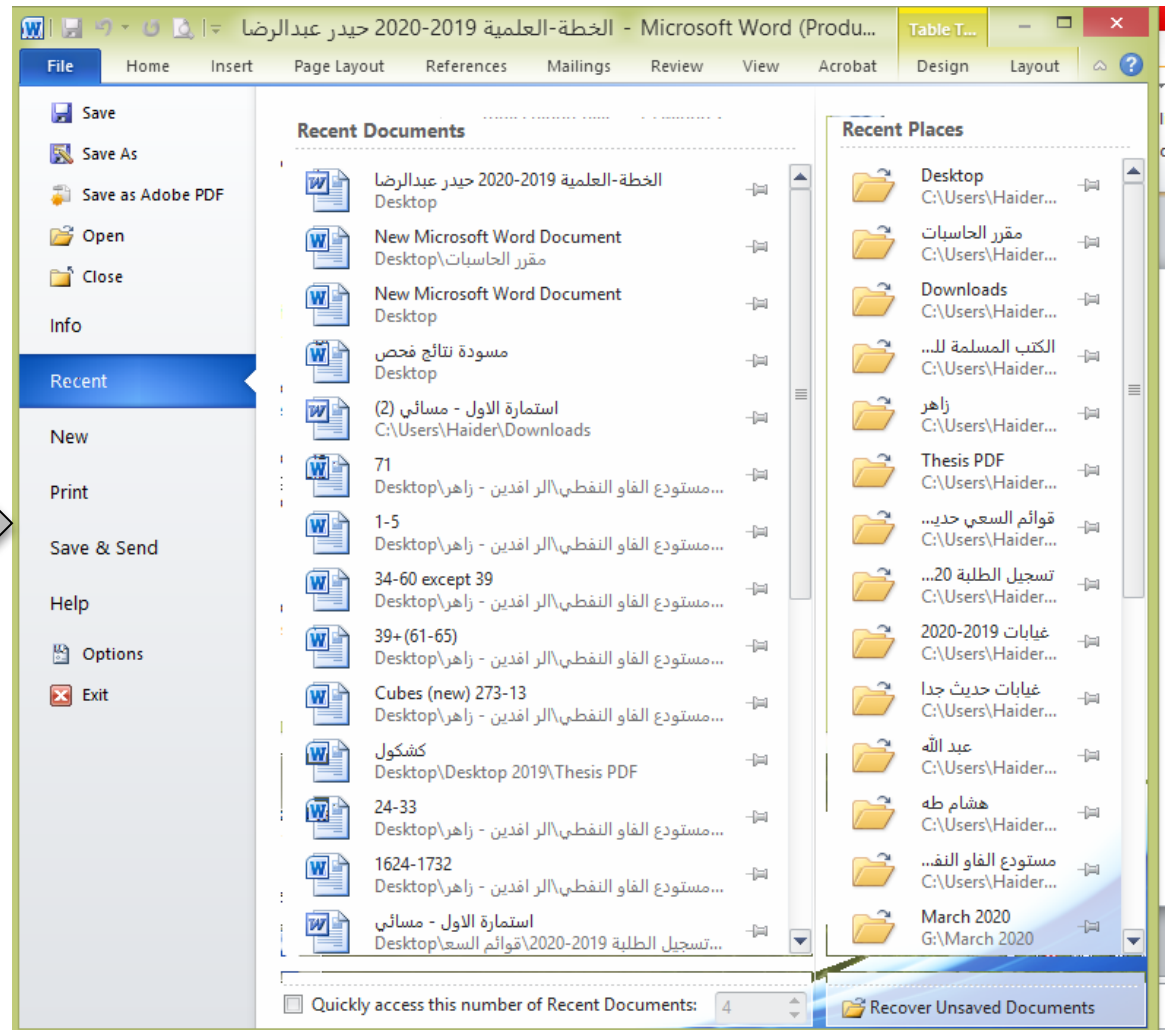 الخطة-العلمية 2019-2020 حيدر عبدالرضا - Microsoft Word (Produ...
Table T...
File Home Insert Page Layout References Mailings Review View Acrobat Design Layout
Save
Save As
Save as Adobe PDF
Open
Close
Info
Recent
New
Print
Save & Send
Help
Options
Exit
Recent Documents
الخطة-العلمية 2019-2020 حيدر عبدالرضا
Desktop
New Microsoft Word Document
Desktop\مقرر الحاسبات
New Microsoft Word Document
Desktop
مسودة نتائج فحص
Desktop
استمارة الاول - مسائي (2)
C:\Users\Haider\Downloads
71
Desktop\مستودع الفاو النفطي\الر افدين - زاهر...
1-5
Desktop\مستودع الفاو النفطي\الر افدين - زاهر...
34-60 except 39
Desktop\مستودع الفاو النفطي\الر افدين - زاهر...
39+(61-65)
Desktop\مستودع الفاو النفطي\الر افدين - زاهر...
Cubes (new) 273-13
Desktop\مستودع الفاو النفطي\الر افدين - زاهر...
كشكول
Desktop\Desktop 2019\Thesis PDF
24-33
Desktop\مستودع الفاو النفطي\الر افدين - زاهر...
1624-1732
Desktop\مستودع الفاو النفطي\الر افدين - زاهر...
استمارة الاول - مسائي
Desktop\تسجيل الطلبة 2019-2020\قوائم السع...
Quickly access this number of Recent Documents: 4
Recent Places
Desktop
C:\Users\Haider...
مقرر الحاسبات
C:\Users\Haider...
Downloads
C:\Users\Haider...
الكتب المسلمة لل...
C:\Users\Haider...
زاهر
C:\Users\Haider...
Thesis PDF
C:\Users\Haider...
قوائم السعي حديـ...
C:\Users\Haider...
تسجيل الطلبة 20...
C:\Users\Haider...
غيابات 2019-2020
C:\Users\Haider...
غيابات حديث جدا
C:\Users\Haider...
عبد الله
C:\Users\Haider...
هشام طه
C:\Users\Haider...
مستودع الفاو النفـ...
C:\Users\Haider...
March 2020
G:\March 2020
Recover Unsaved Documents